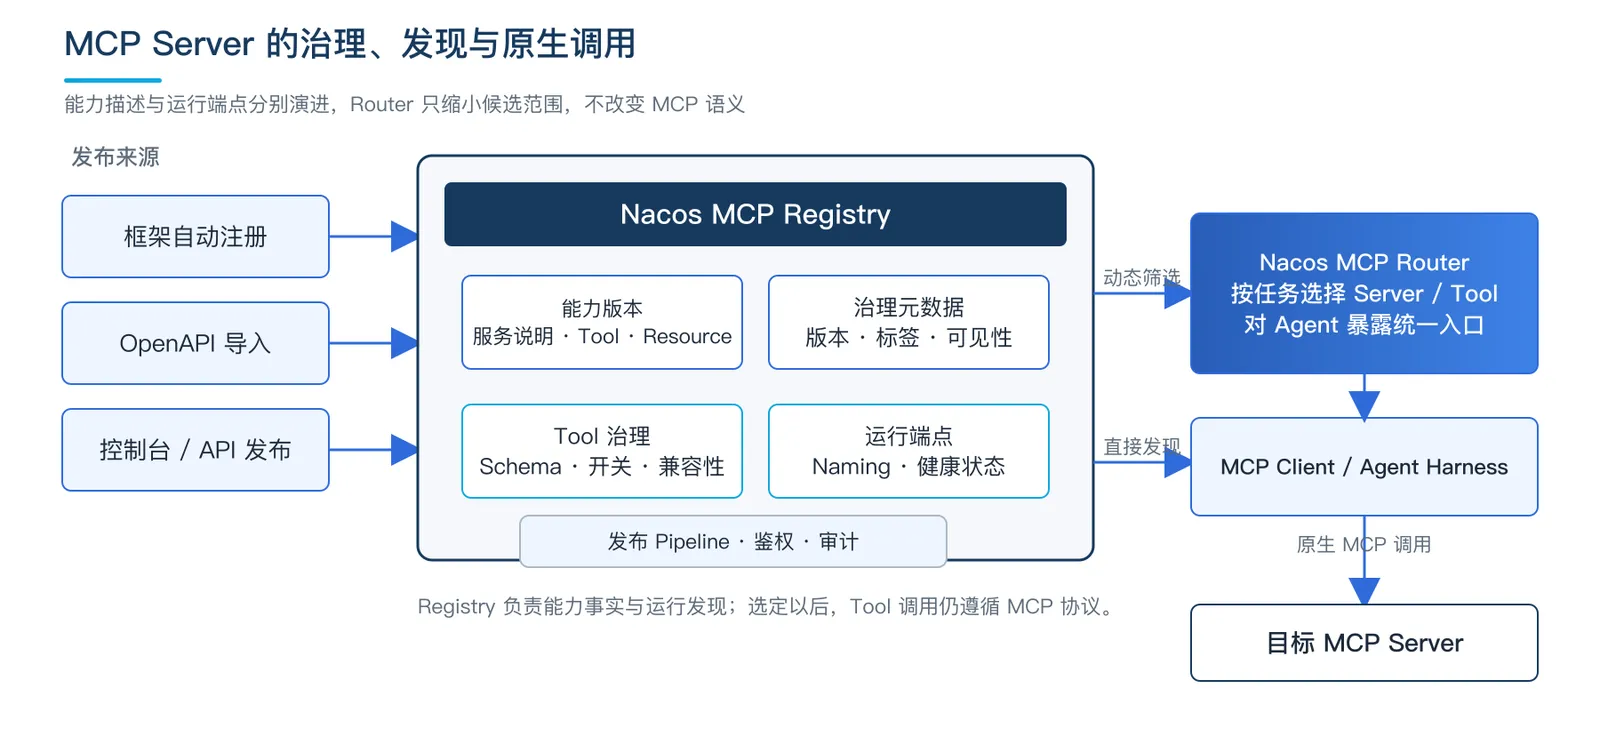 MCP Server 的治理、发现与原生调用
能力描述与运行端点分别演进，Router 只缩小候选范围，不改变 MCP 语义
发布来源
框架自动注册
OpenAPI 导入
控制台 / API 发布
Nacos MCP Registry
能力版本
服务说明 · Tool · Resource
治理元数据
版本 · 标签 · 可见性
Tool 治理
Schema · 开关 · 兼容性
运行端点
Naming · 健康状态
发布 Pipeline · 鉴权 · 审计
Registry 负责能力事实与运行发现；选定以后，Tool 调用仍遵循 MCP 协议。
动态筛选
直接发现
Nacos MCP Router
按任务选择 Server / Tool
对 Agent 暴露统一入口
MCP Client / Agent Harness
原生 MCP 调用
目标 MCP Server